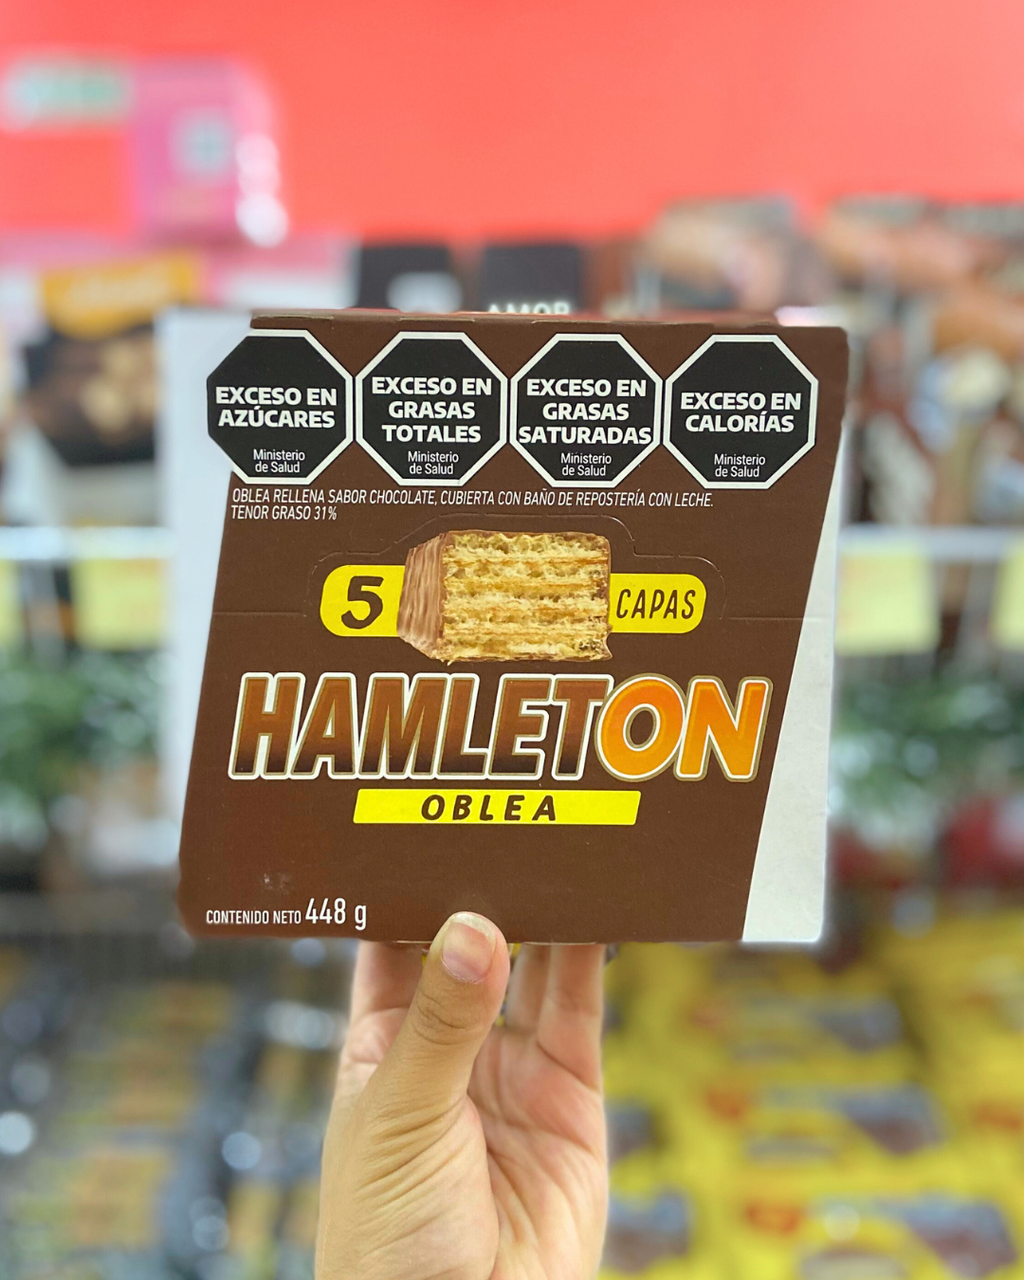 EXCESO EN
AZÚCARES
Ministerio
de Salud
EXCESO EN
GRASAS
TOTALES
Ministerio
de Salud
EXCESO EN
GRASAS
SATURADAS
Ministerio
de Salud
EXCESO EN
CALORÍAS
Ministerio
de Salud
OBLEA RELLENA SABOR CHOCOLATE, CUBIERTA CON BAÑO DE REPOSTERÍA CON LECHE.
TENOR GRASO 31%
5 CAPAS
HAMLETON
OBLEA
CONTENIDO NETO 448 g